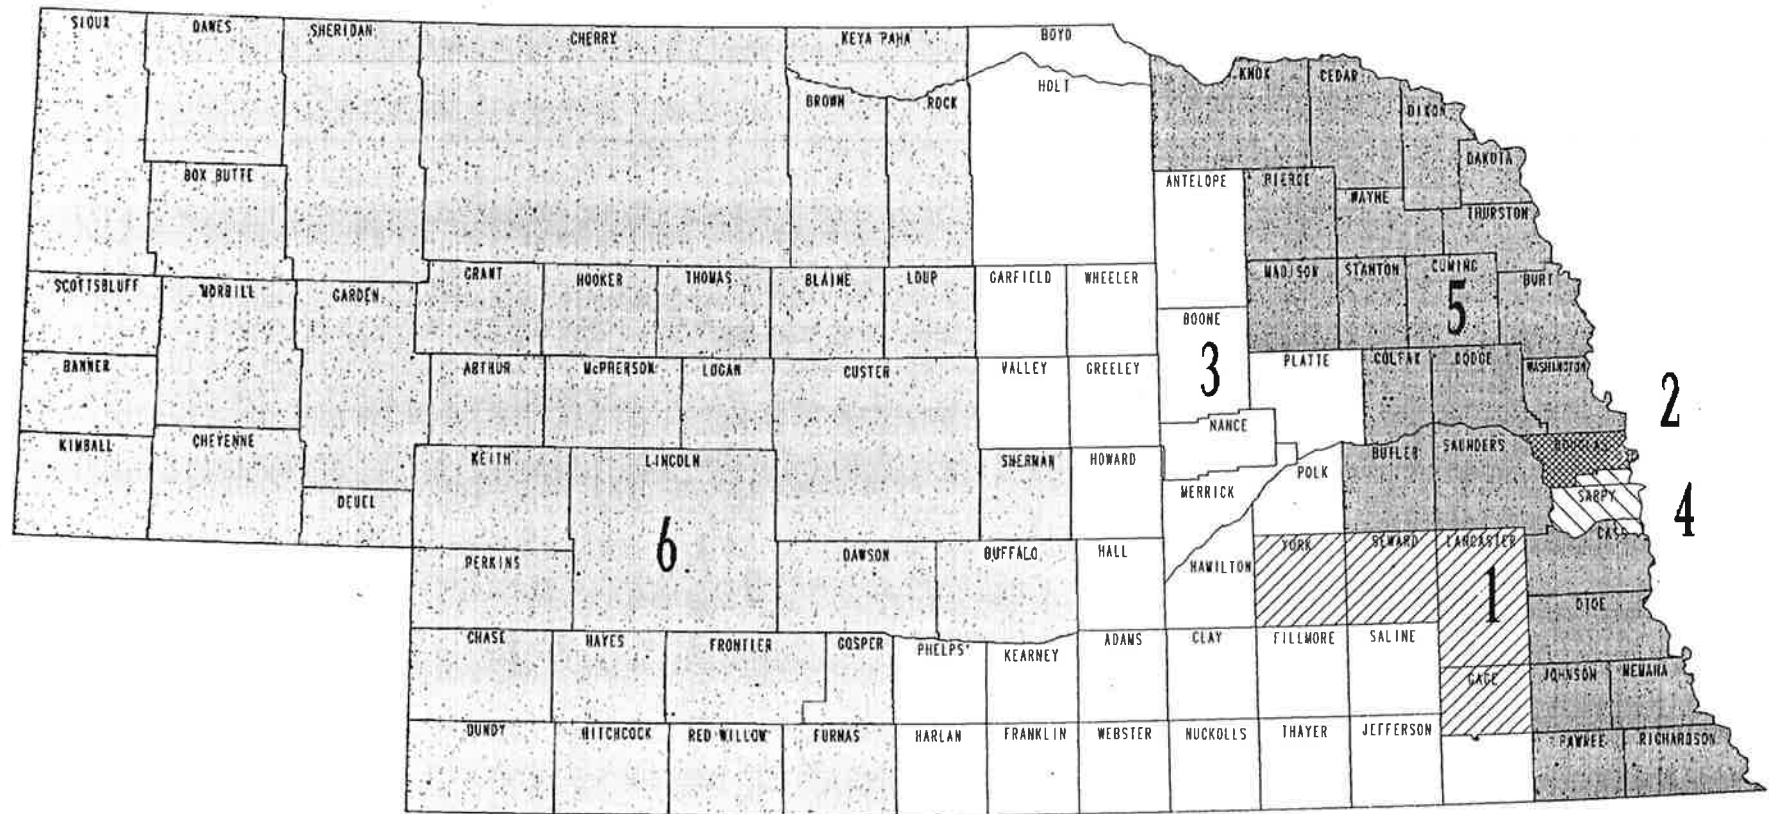 SIOUX
DAWES
SHERIDAN
CHERRY
KEYA PAHA
BOYD
HOLT
KNOX
CEDAR
DIXON
DAKOTA
BROWN
ROCK
BOX BUTTE
ANTELOPE
PIERCE
WAYNE
THURSTON
SCOTTSBLUFF
MORRILL
GARDEN
GRANT
HOOKER
THOMAS
BLAINE
LOUP
GARFIELD
WHEELER
BOONE
MADISON
STANTON
CUMING
BURT
5
BANNER
ARTHUR
McPHERSON
LOGAN
CUSTER
VALLEY
GREELEY
3
PLATTE
COLFAX
DODGE
WASHINGTON
2
KIMBALL
CHEYENNE
DEUEL
KEITH
LINCOLN
SHERMAN
HOWARD
NANCE
MERRICK
POLK
BUTLER
SAUNDERS
DOUGLAS
SARPY
4
PERKINS
6
DAWSON
BUFFALO
HALL
HAMILTON
YORK
SEWARD
LANCASTER
CASS
1
OTOE
CHASE
HAYES
FRONTIER
GOSPER
PHELPS
KEARNEY
ADAMS
CLAY
FILLMORE
SALINE
GAGE
JOHNSON
NEMAHA
DUNDY
HITCHCOCK
RED WILLOW
FURNAS
HARLAN
FRANKLIN
WEBSTER
NUCKOLLS
THAYER
JEFFERSON
PAWNEE
RICHARDSON